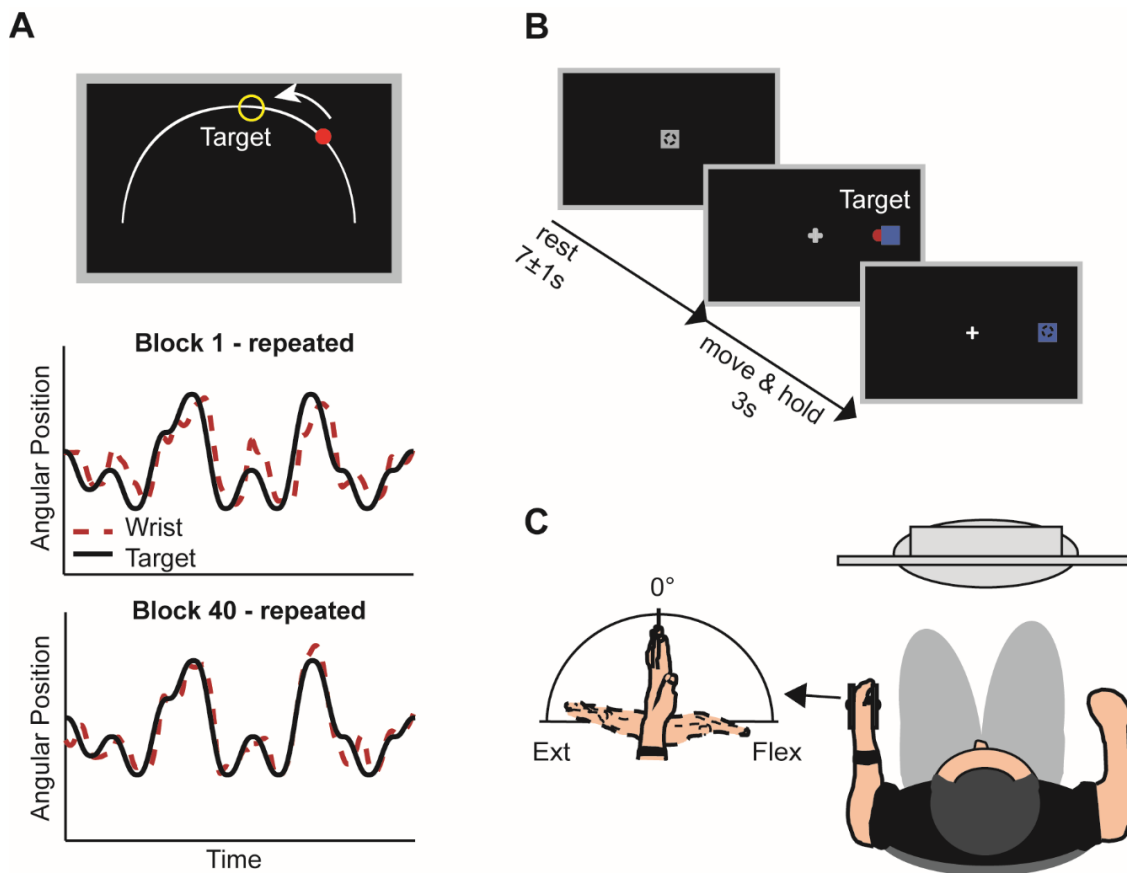 A
Target
Block 1 - repeated
Angular Position
Wrist
Target
Block 40 - repeated
Angular Position
Time
B
Target
rest
7±1s
move & hold
3s
C
0°
Ext
Flex